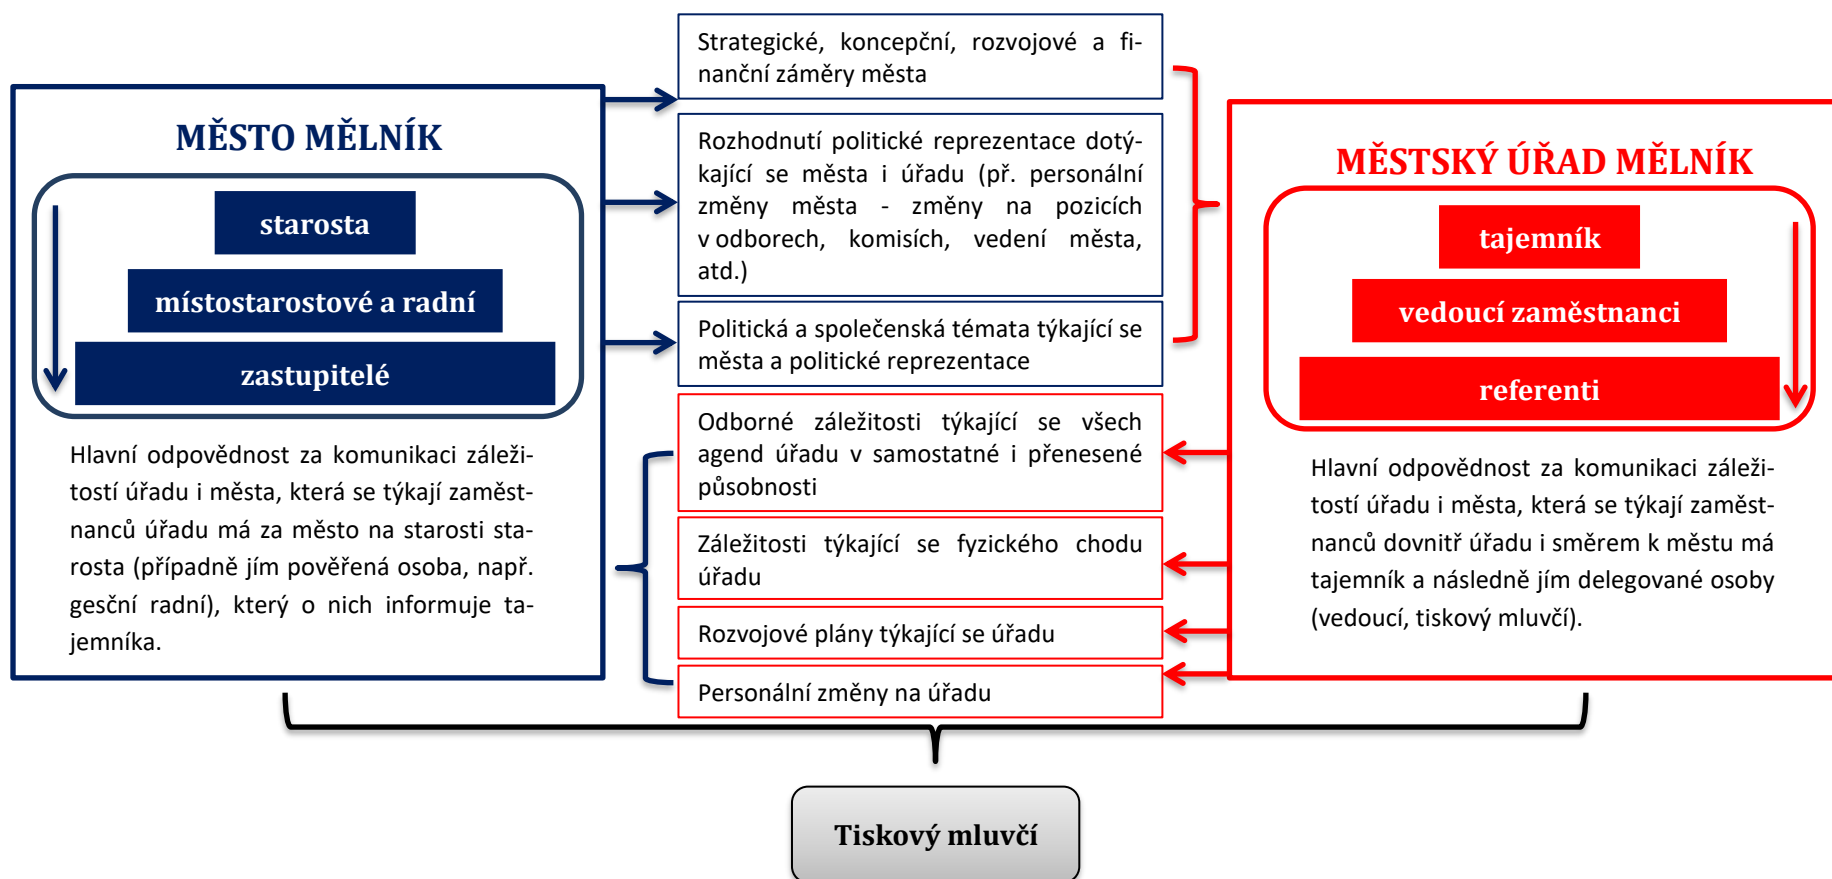 MĚSTO MĚLNÍK
starosta
místostarostové a radní
zastupitelé
Hlavní odpovědnost za komunikaci záleži-
tostí úřadu i města, která se týkají zaměst-
nanců úřadu má za město na starosti sta-
rosta (případně jím pověřená osoba, např.
gesční radní), který o nich informuje ta-
jemníka.
Strategické, koncepční, rozvojové a fi-
nanční záměry města
Rozhodnutí politické reprezentace dotý-
kající se města i úřadu (př. personální
změny města - změny na pozicích
v odborech, komisích, vedení města,
atd.)
Politická a společenská témata týkající se
města a politické reprezentace
Odborné záležitosti týkající se všech
agend úřadu v samostatné i přenesené
působnosti
Záležitosti týkající se fyzického chodu
úřadu
Rozvojové plány týkající se úřadu
Personální změny na úřadu
MĚSTSKÝ ÚŘAD MĚLNÍK
tajemník
vedoucí zaměstnanci
referenti
Hlavní odpovědnost za komunikaci záleži-
tostí úřadu i města, která se týkají zaměst-
nanců dovnitř úřadu i směrem k městu má
tajemník a následně jím delegované osoby
(vedoucí, tiskový mluvčí).
Tiskový mluvčí